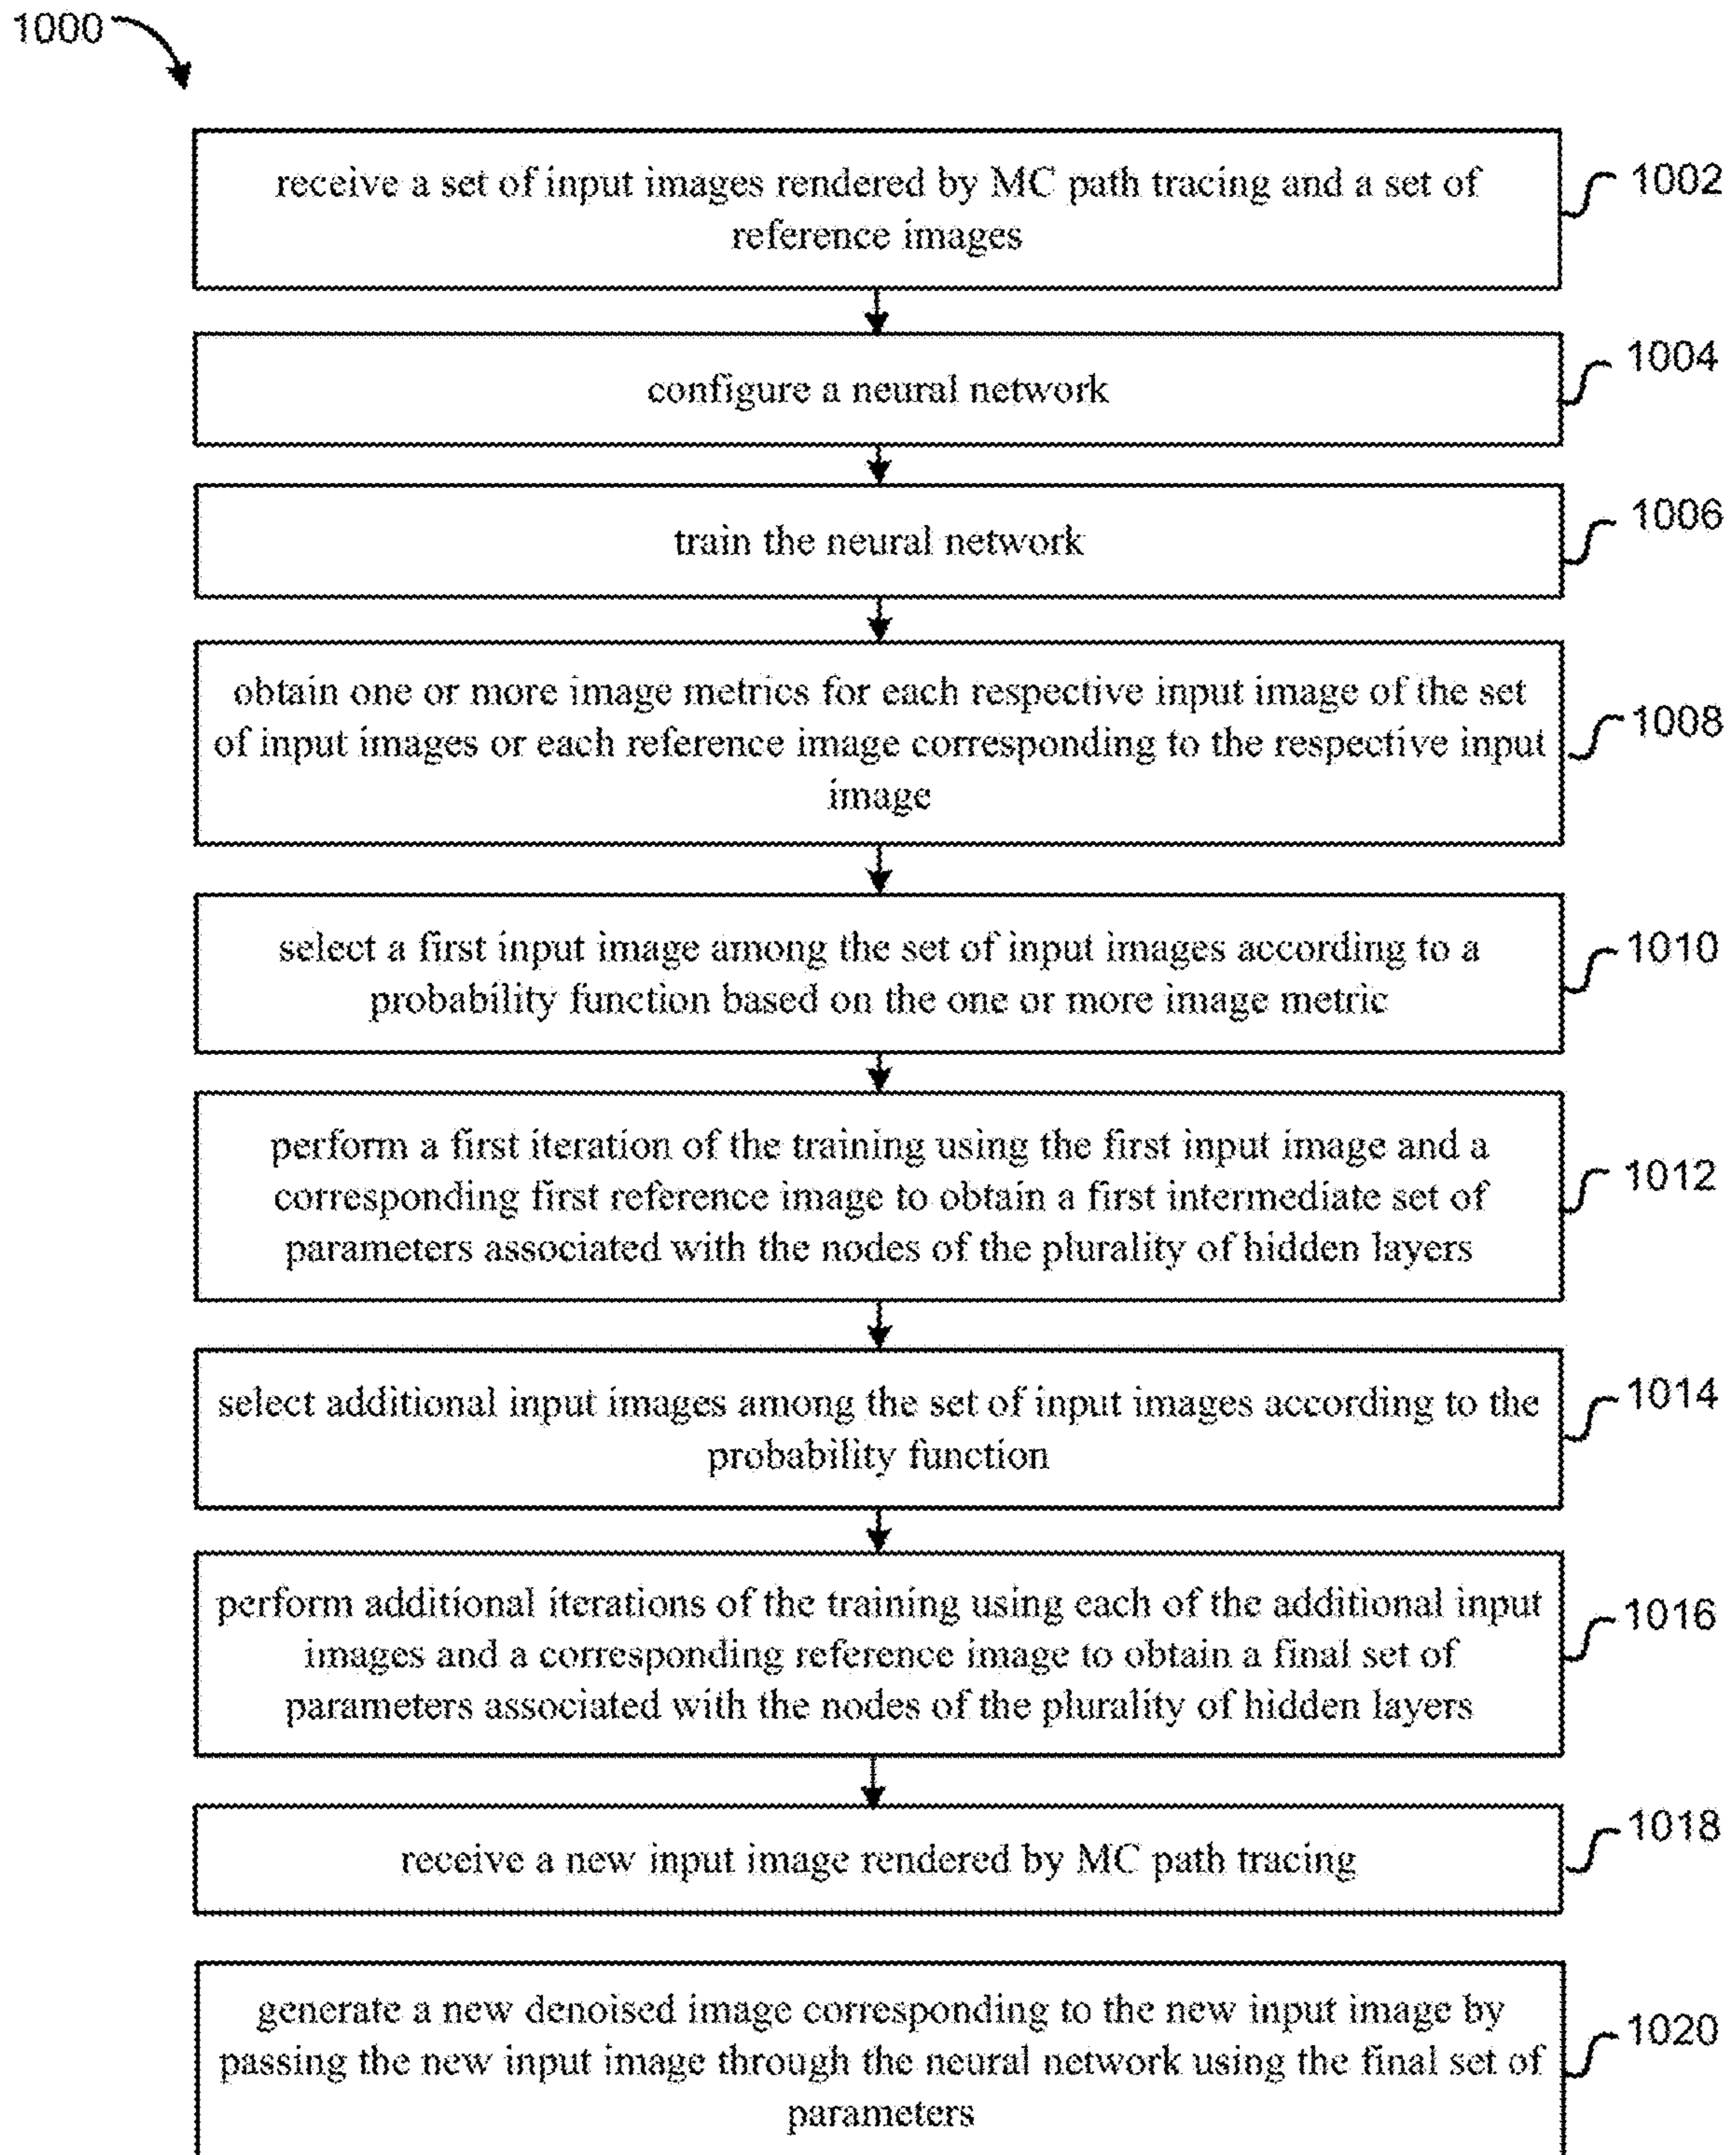 1000
receive a set of input images rendered by MC path tracing and a set of
reference images
1002
configure a neural network
1004
train the neural network
1006
obtain one or more image metrics for each respective input image of the set
of input images or each reference image corresponding to the respective input
image
1008
select a first input image among the set of input images according to a
probability function based on the one or more image metric
1010
perform a first iteration of the training using the first input image and a
corresponding first reference image to obtain a first intermediate set of
parameters associated with the nodes of the plurality of hidden layers
1012
select additional input images among the set of input images according to the
probability function
1014
perform additional iterations of the training using each of the additional input
images and a corresponding reference image to obtain a final set of
parameters associated with the nodes of the plurality of hidden layers
1016
receive a new input image rendered by MC path tracing
1018
generate a new denoised image corresponding to the new input image by
passing the new input image through the neural network using the final set of
parameters
1020